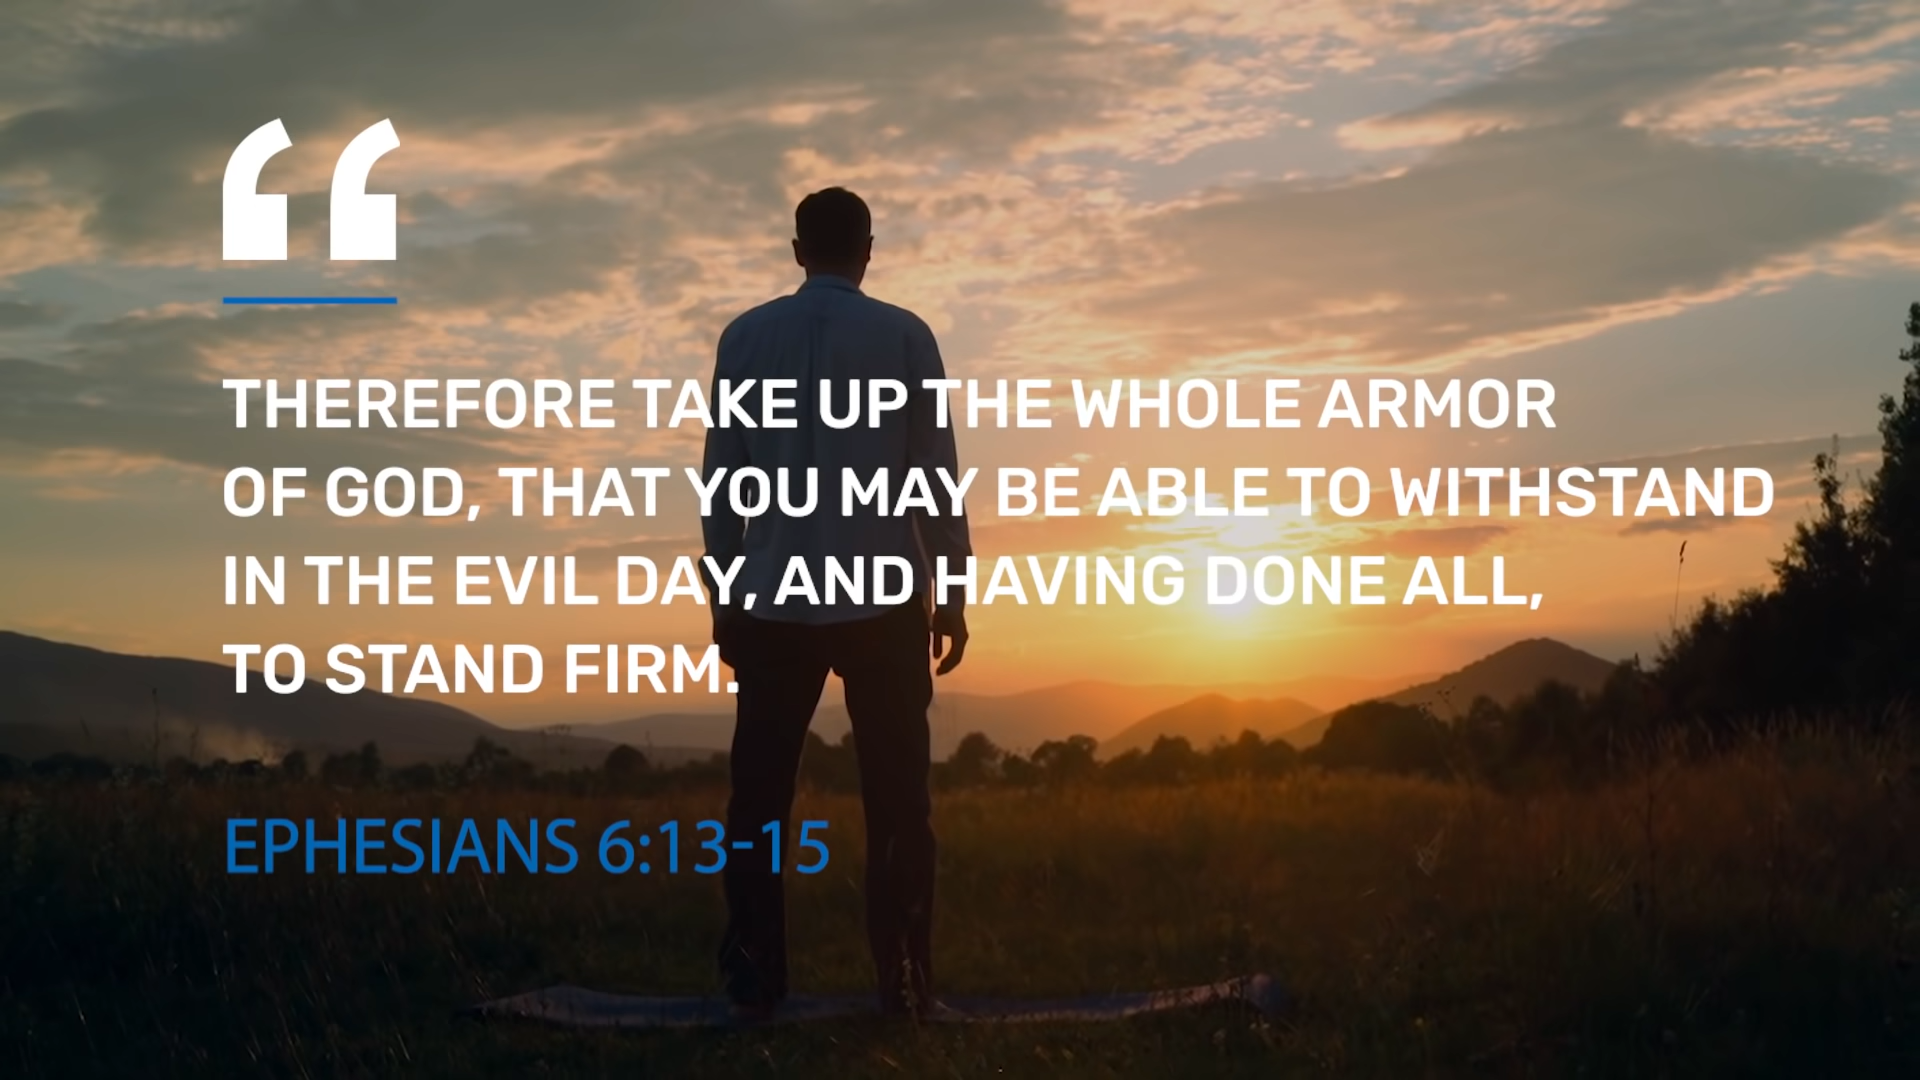 “
THEREFORE TAKE UP THE WHOLE ARMOR
OF GOD, THAT YOU MAY BE ABLE TO WITHSTAND
IN THE EVIL DAY, AND HAVING DONE ALL,
TO STAND FIRM.
EPHESIANS 6:13-15